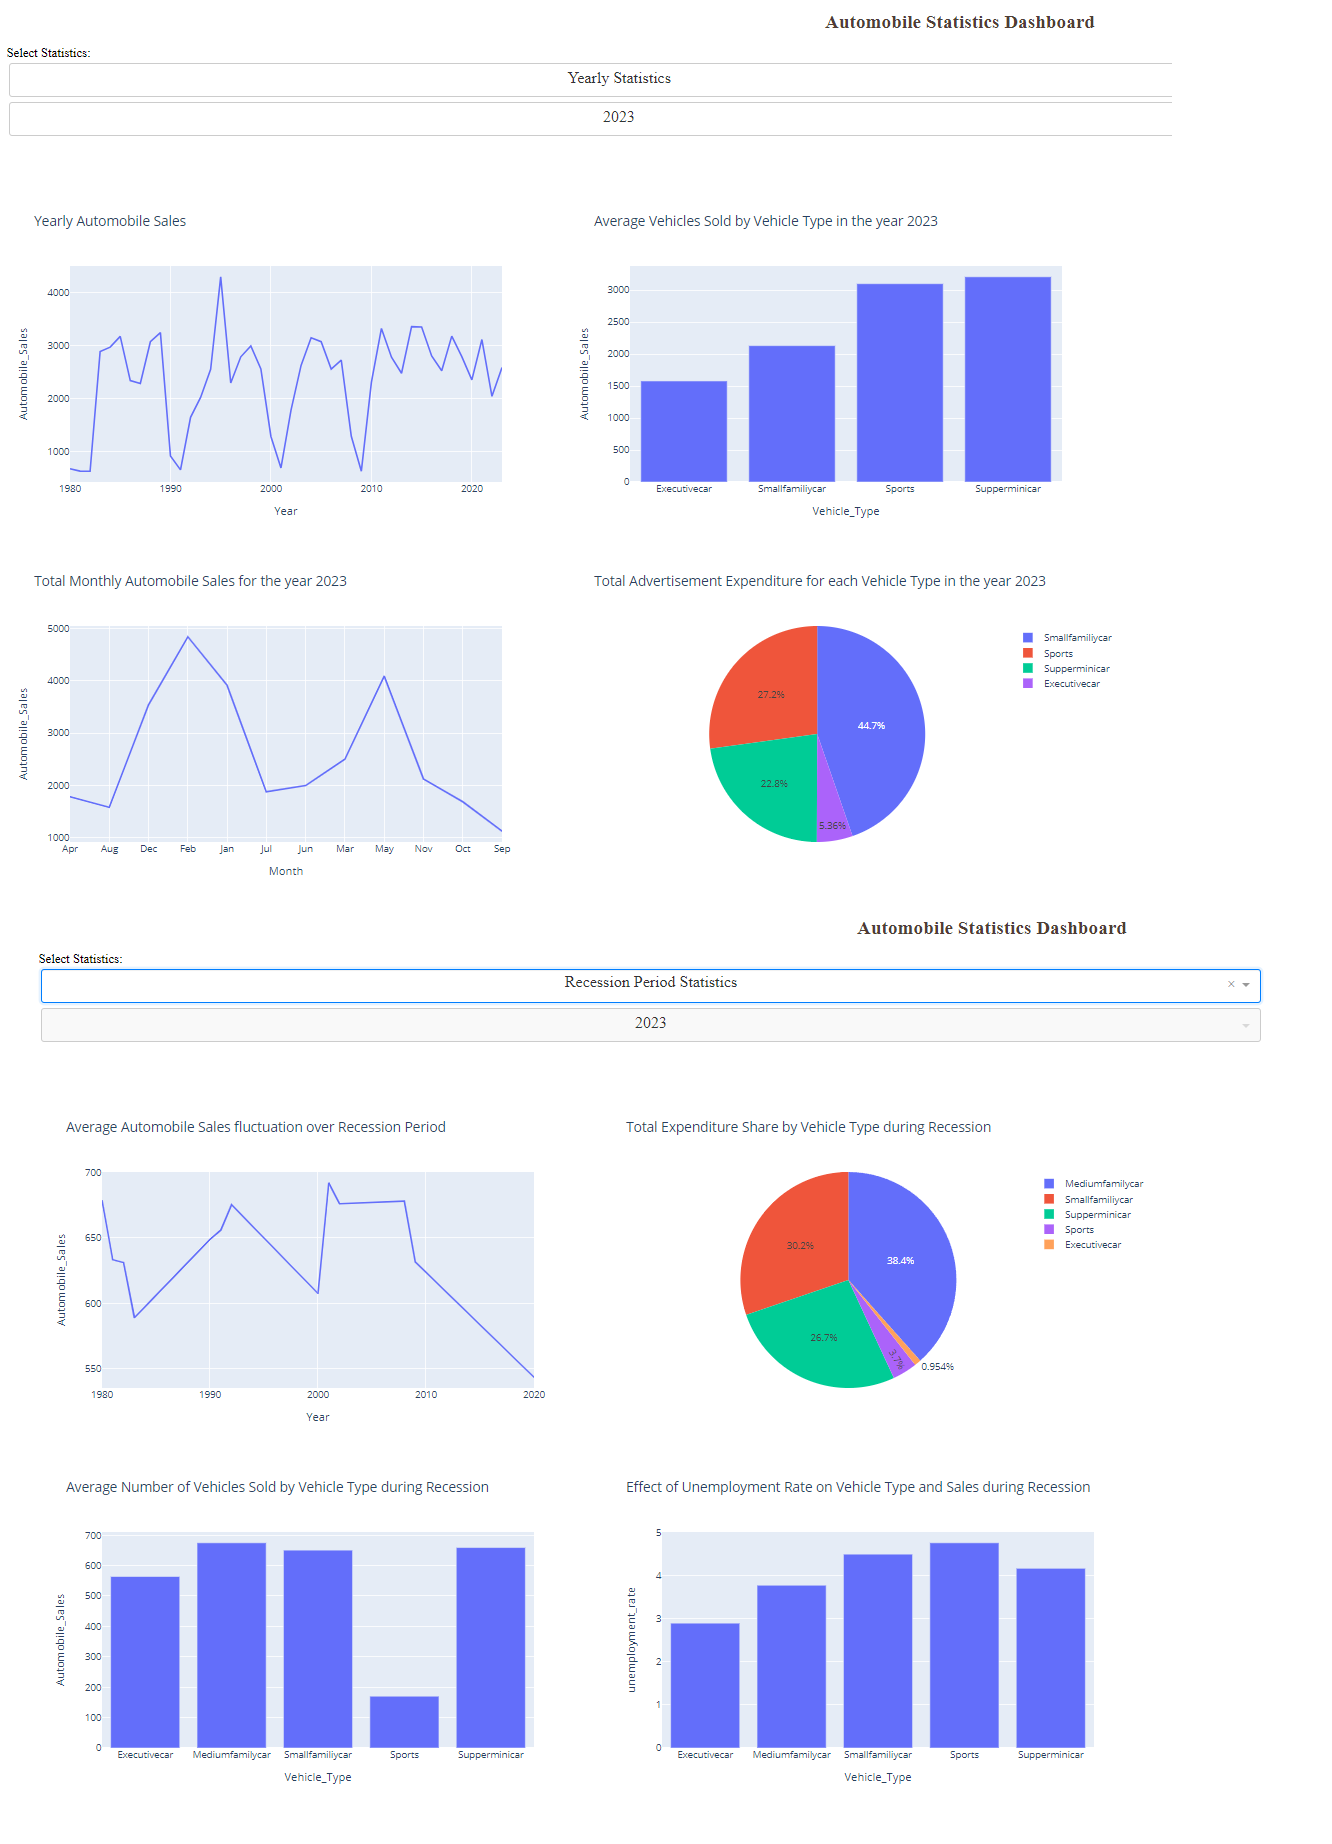 Automobile Statistics Dashboard
Select Statistics:
Yearly Statistics
2023
Yearly Automobile Sales
Automobile_Sales
4000
3000
2000
1000
1980 1990 2000 2010 2020
Year
Average Vehicles Sold by Vehicle Type in the year 2023
Automobile_Sales
3000
2500
2000
1500
1000
500
0
Executivecar Smallfamiliycar Sports Supperminicar
Vehicle_Type
Total Monthly Automobile Sales for the year 2023
Automobile_Sales
5000
4000
3000
2000
1000
Apr Aug Dec Feb Jan Jul Jun Mar May Nov Oct Sep
Month
Total Advertisement Expenditure for each Vehicle Type in the year 2023
27.2%
44.7%
22.8%
5.36%
Smallfamiliycar
Sports
Supperminicar
Executivecar
Automobile Statistics Dashboard
Select Statistics:
Recession Period Statistics
2023
Average Automobile Sales fluctuation over Recession Period
Automobile_Sales
700
650
600
550
1980 1990 2000 2010 2020
Year
Total Expenditure Share by Vehicle Type during Recession
30.2%
38.4%
26.7%
3.7%
0.954%
Mediumfamilycar
Smallfamiliycar
Supperminicar
Sports
Executivecar
Average Number of Vehicles Sold by Vehicle Type during Recession
Automobile_Sales
700
600
500
400
300
200
100
0
Executivecar Mediumfamilycar Smallfamiliycar Sports Supperminicar
Vehicle_Type
Effect of Unemployment Rate on Vehicle Type and Sales during Recession
unemployment_rate
5
4
3
2
1
0
Executivecar Mediumfamilycar Smallfamiliycar Sports Supperminicar
Vehicle_Type